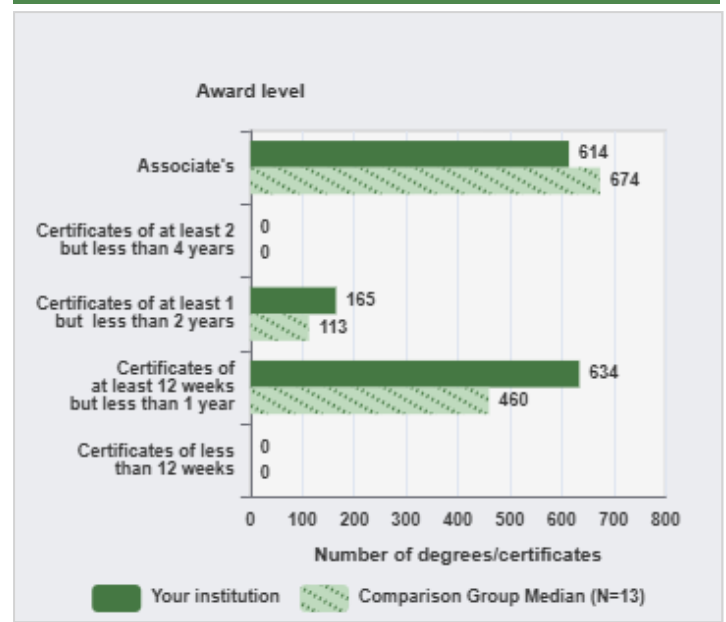 Award level
Associate's
614
674
Certificates of at least 2
but less than 4 years
0
0
Certificates of at least 1
but less than 2 years
165
113
Certificates of
at least 12 weeks
but less than 1 year
634
460
Certificates of less
than 12 weeks
0
0
0 100 200 300 400 500 600 700 800
Number of degrees/certificates
Your institution Comparison Group Median (N=13)